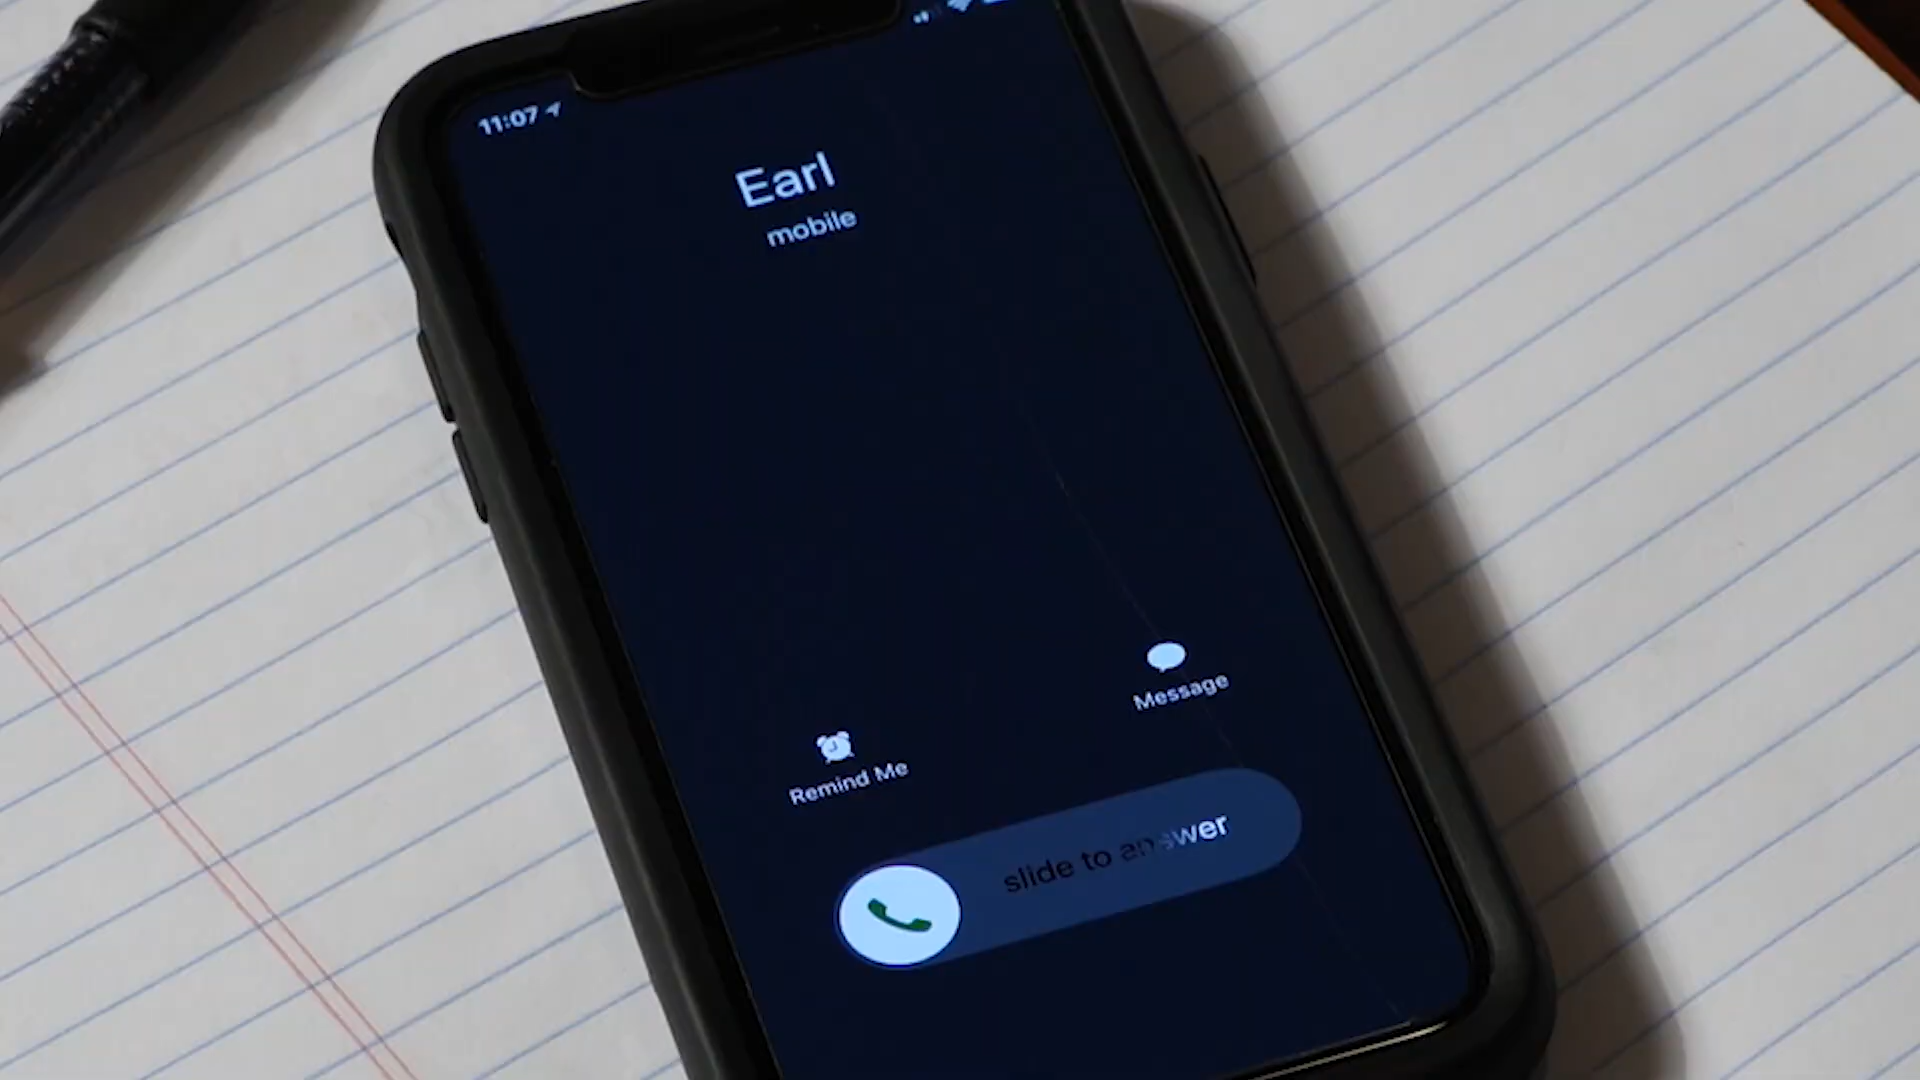 11:07
Earl
mobile
Message
Remind Me
slide to answer